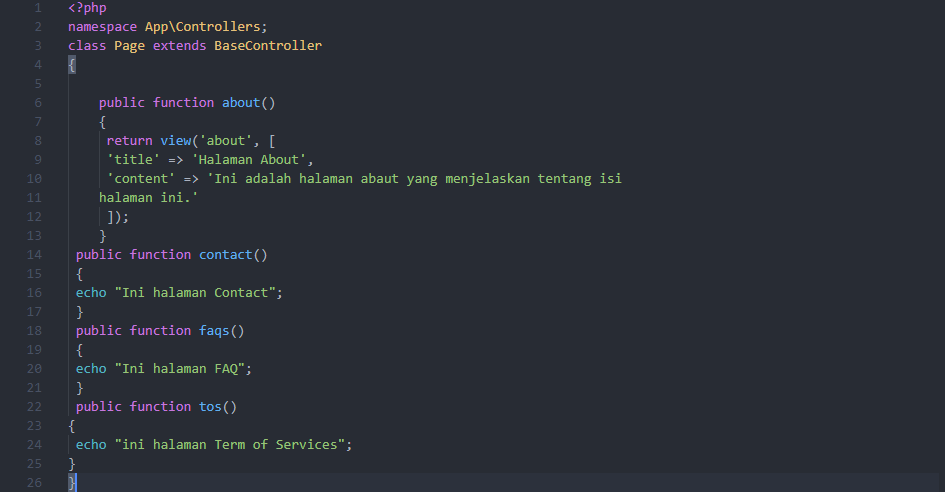 1 <?php
2 namespace App\Controllers;
3 class Page extends BaseController
4 {
5
6 public function about()
7 {
8 return view('about', [
9 'title' => 'Halaman About',
10 'content' => 'Ini adalah halaman abaut yang menjelaskan tentang isi
11 halaman ini.'
12 ]);
13 }
14 public function contact()
15 {
16 echo "Ini halaman Contact";
17 }
18 public function faqs()
19 {
20 echo "Ini halaman FAQ";
21 }
22 public function tos()
23 {
24 echo "ini halaman Term of Services";
25 }
26 }